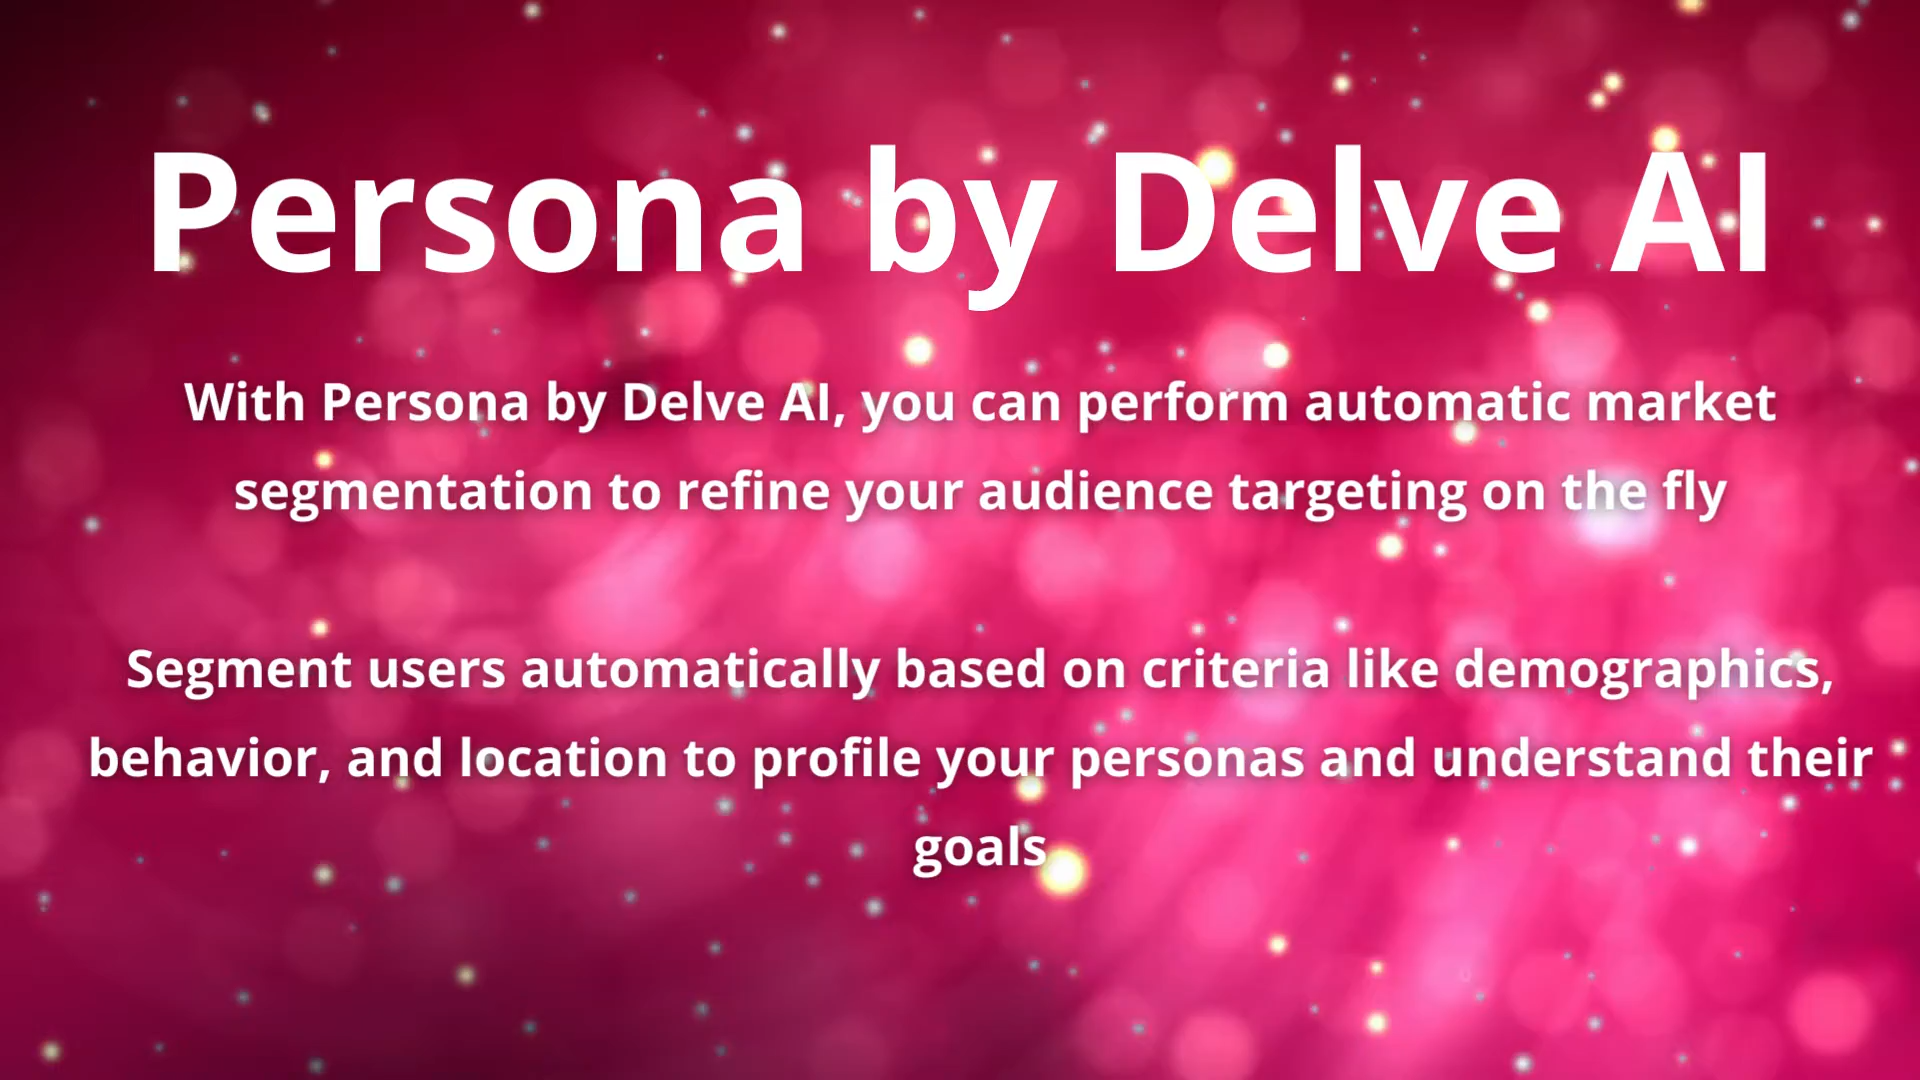 Persona by Delve AI
With Persona by Delve AI, you can perform automatic market
segmentation to refine your audience targeting on the fly
Segment users automatically based on criteria like demographics,
behavior, and location to profile your personas and understand their
goals